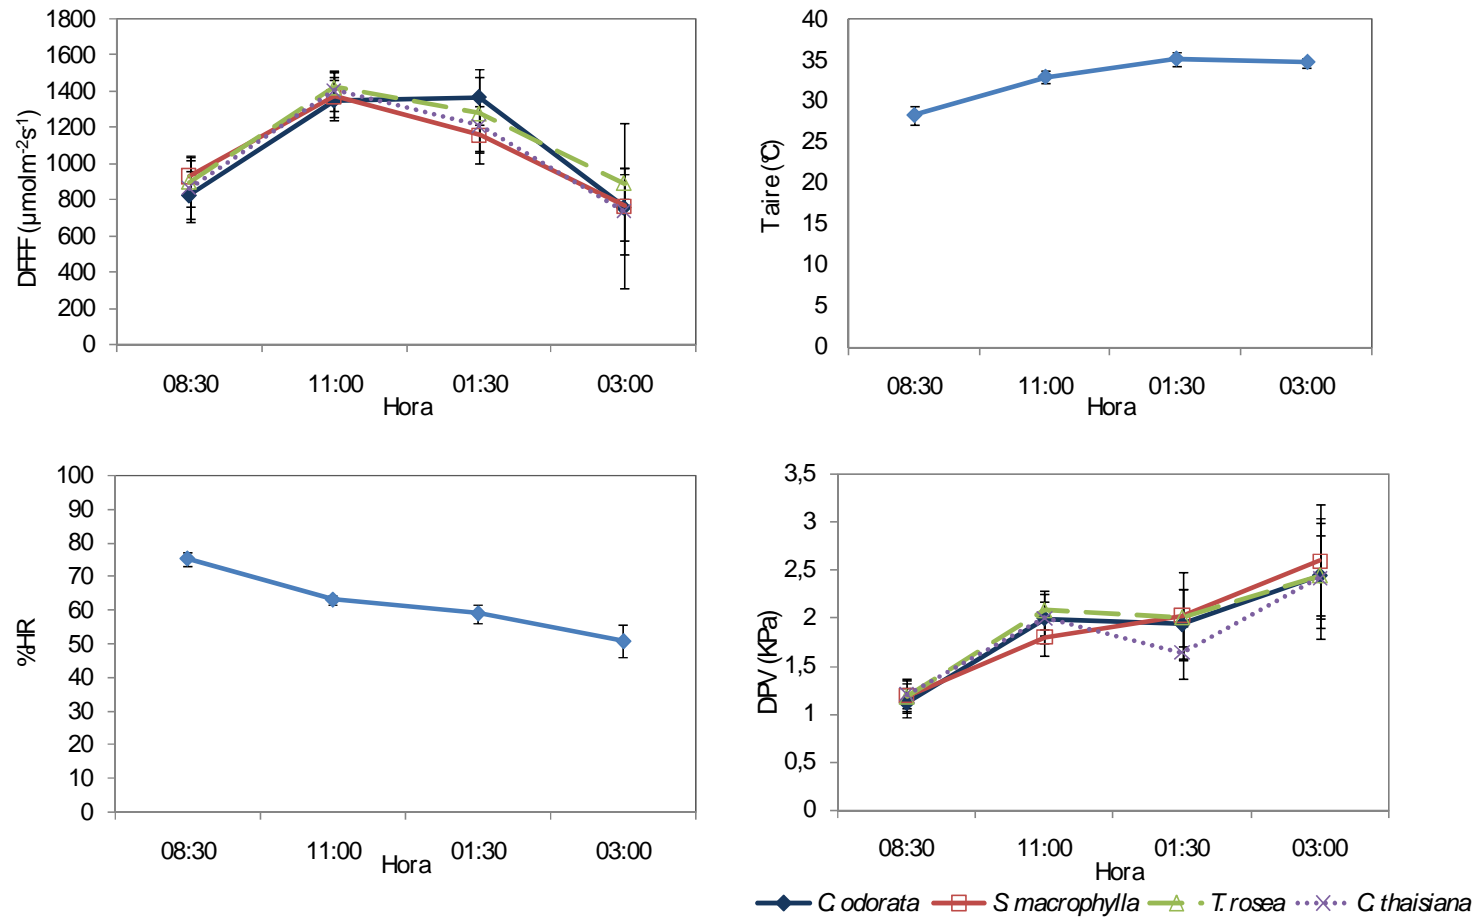 1800
1600
1400
1200
1000
800
600
400
200
0
DFFF (µmolm-2s-1)
08:30 11:00 01:30 03:00
Hora
40
35
30
25
20
15
10
5
0
Taire (°C)
08:30 11:00 01:30 03:00
Hora
100
90
80
70
60
50
40
30
20
10
0
%HR
08:30 11:00 01:30 03:00
Hora
3,5
3
2,5
2
1,5
1
0,5
0
DPV (KPa)
08:30 11:00 01:30 03:00
Hora
C. odorata S. macrophylla T. rosea C. thaisiana